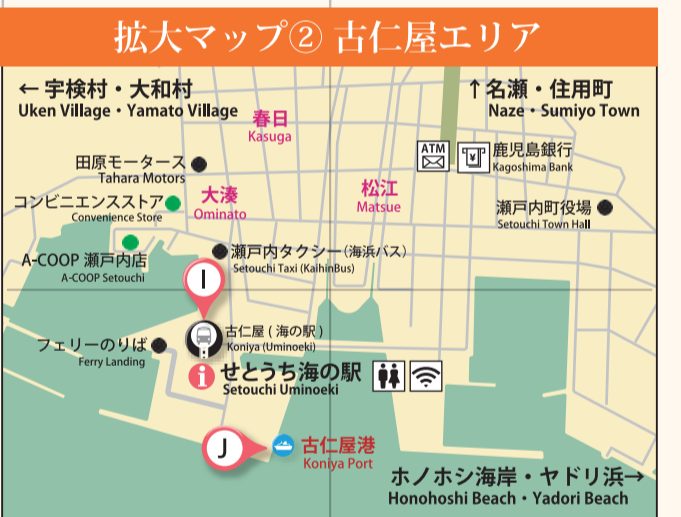 拡大マップ② 古仁屋エリア
← 宇検村・大和村
Uken Village・Yamato Village
↑名瀬・住用町
Naze・Sumiyo Town
春日
Kasuga
ATM
鹿児島銀行
Kagoshima Bank
田原モータース
Tahara Motors
大湊
Ominato
松江
Matsue
コンビニエンスストア
Convenience Store
瀬戸内町役場
Setouchi Town Hall
A-COOP 瀬戸内店
A-COOP Setouchi
瀬戸内タクシー(海浜バス)
Setouchi Taxi (KaihinBus)
I
古仁屋 ( 海の駅 )
Koniya (Uminoeki)
フェリーのりば
Ferry Landing
i
せとうち海の駅
Setouchi Uminoeki
J
古仁屋港
Koniya Port
ホノホシ海岸・ヤドリ浜→
Honohoshi Beach・Yadori Beach